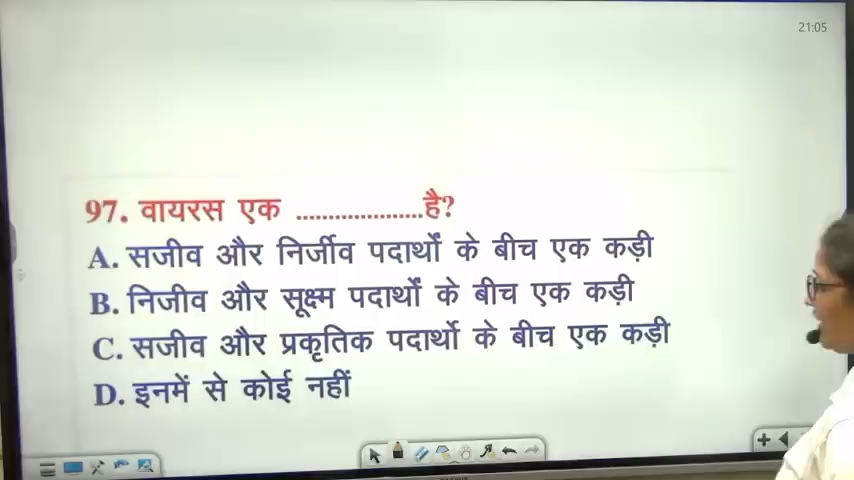 21:05
97. वायरस एक ....................है?
A. सजीव और निर्जीव पदार्थों के बीच एक कड़ी
B. निजीव और सूक्ष्म पदार्थों के बीच एक कड़ी
C. सजीव और प्रकृतिक पदार्थो के बीच एक कड़ी
D. इनमें से कोई नहीं